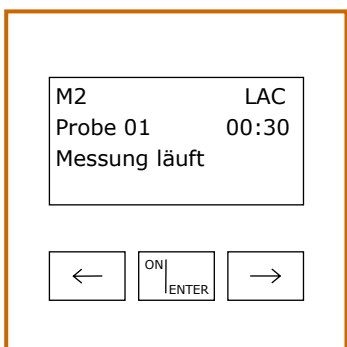 M2 LAC
Probe 01 00:30
Messung läuft
← ON ENTER →